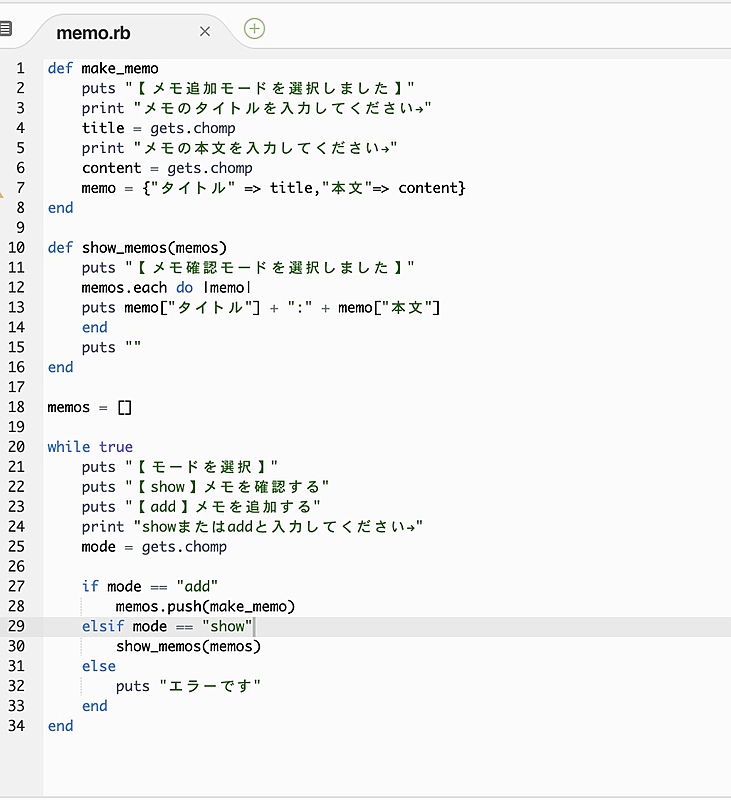 memo.rb
1 def make_memo
2 puts "【メモ追加モードを選択しました】"
3 print "メモのタイトルを入力してください→"
4 title = gets.chomp
5 print "メモの本文を入力してください→"
6 content = gets.chomp
7 memo = {"タイトル" => title,"本文"=> content}
8 end
9
10 def show_memos(memos)
11 puts "【メモ確認モードを選択しました】"
12 memos.each do |memo|
13 puts memo["タイトル"] + ":" + memo["本文"]
14 end
15 puts ""
16 end
17
18 memos = []
19
20 while true
21 puts "【モードを選択】"
22 puts "【show】メモを確認する"
23 puts "【add】メモを追加する"
24 print "showまたはaddと入力してください→"
25 mode = gets.chomp
26
27 if mode == "add"
28 memos.push(make_memo)
29 elsif mode == "show"
30 show_memos(memos)
31 else
32 puts "エラーです"
33 end
34 end